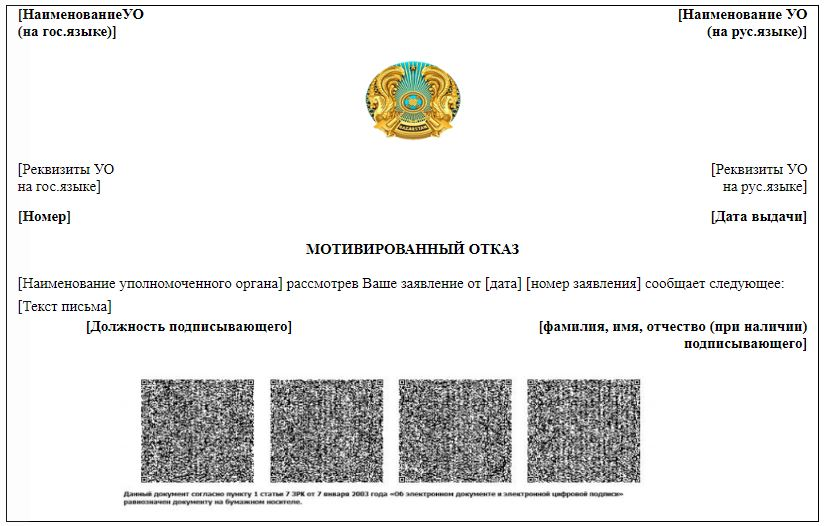 [НаименованиеУО
(на гос.языке)]
[Наименование УО
(на рус.языке)]
KAZAKSTAN
[Реквизиты УО
на гос.языке]
[Реквизиты УО
на рус.языке]
[Номер]
[Дата выдачи]
МОТИВИРОВАННЫЙ ОТКАЗ
[Наименование уполномоченного органа] рассмотрев Ваше заявление от [дата] [номер заявления] сообщает следующее:
[Текст письма]
[Должность подписывающего]
[фамилия, имя, отчество (при наличии)
подписывающего]
Данный документ согласно пункту 1 статьи 7 ЗРК от 7 января 2003 года «Об электронном документе и электронной цифровой подписи»
равнозначен документу на бумажном носителе.